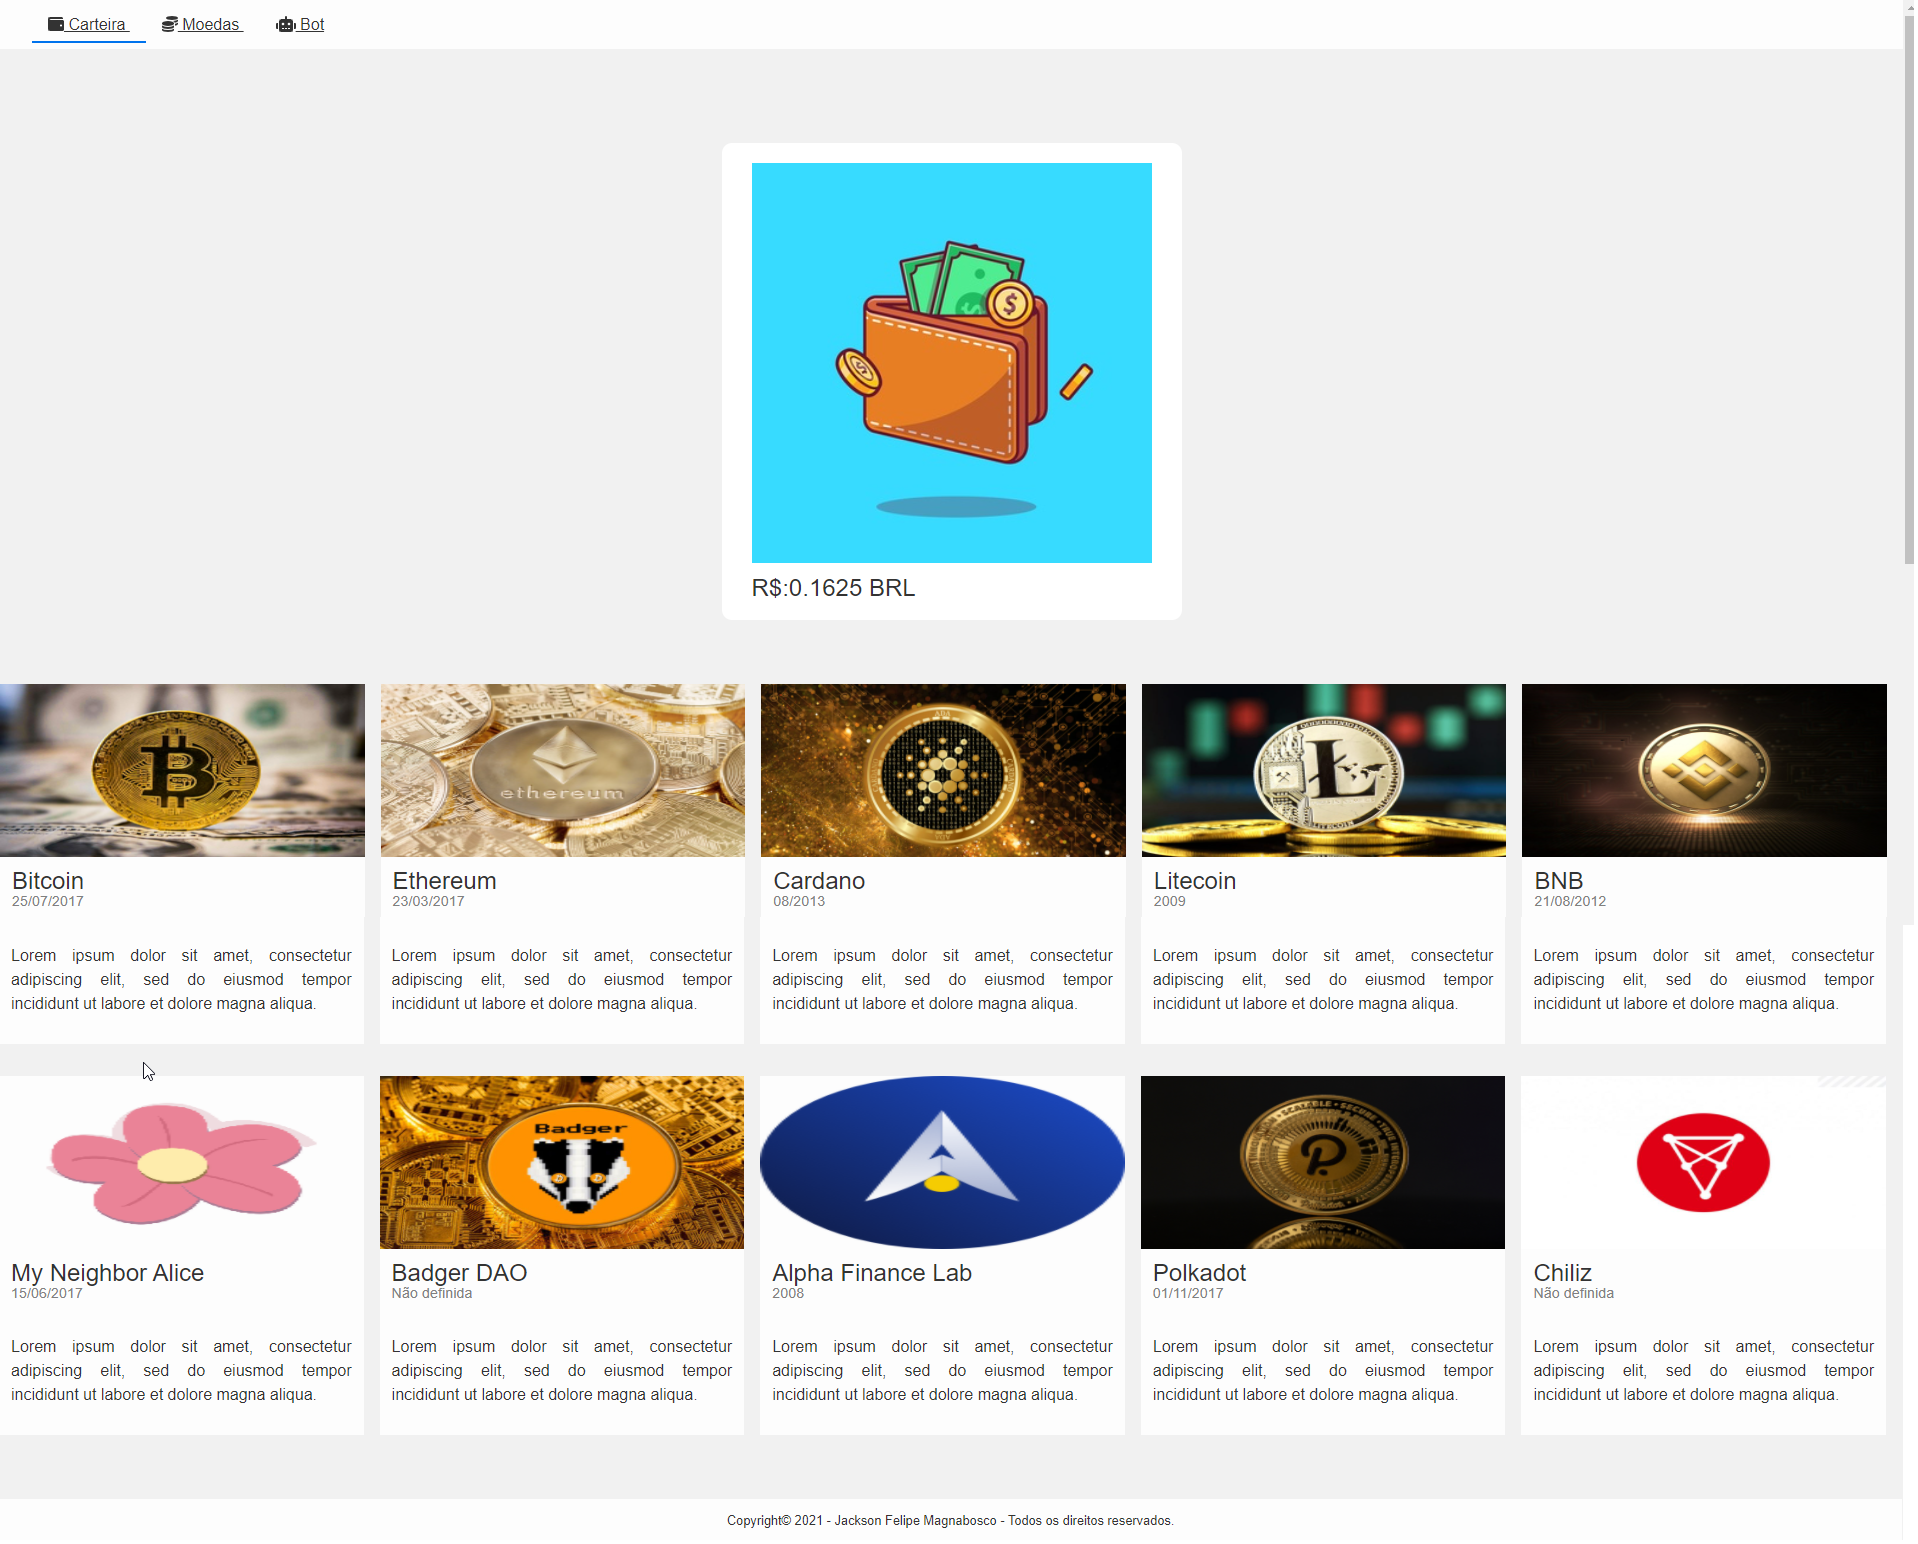 Carteira Moedas Bot
R$:0.1625 BRL
ethereum
ADA
LITECOIN
Bitcoin
25/07/2017
Lorem ipsum dolor sit amet, consectetur
adipiscing elit, sed do eiusmod tempor
incididunt ut labore et dolore magna aliqua.
Ethereum
23/03/2017
Lorem ipsum dolor sit amet, consectetur
adipiscing elit, sed do eiusmod tempor
incididunt ut labore et dolore magna aliqua.
Cardano
08/2013
Lorem ipsum dolor sit amet, consectetur
adipiscing elit, sed do eiusmod tempor
incididunt ut labore et dolore magna aliqua.
Litecoin
2009
Lorem ipsum dolor sit amet, consectetur
adipiscing elit, sed do eiusmod tempor
incididunt ut labore et dolore magna aliqua.
BNB
21/08/2012
Lorem ipsum dolor sit amet, consectetur
adipiscing elit, sed do eiusmod tempor
incididunt ut labore et dolore magna aliqua.
My Neighbor Alice
15/06/2017
Lorem ipsum dolor sit amet, consectetur
adipiscing elit, sed do eiusmod tempor
incididunt ut labore et dolore magna aliqua.
Badger
Badger DAO
Não definida
Lorem ipsum dolor sit amet, consectetur
adipiscing elit, sed do eiusmod tempor
incididunt ut labore et dolore magna aliqua.
Alpha Finance Lab
2008
Lorem ipsum dolor sit amet, consectetur
adipiscing elit, sed do eiusmod tempor
incididunt ut labore et dolore magna aliqua.
SCALABLE • SECURE
Polkadot
01/11/2017
Lorem ipsum dolor sit amet, consectetur
adipiscing elit, sed do eiusmod tempor
incididunt ut labore et dolore magna aliqua.
Chiliz
Não definida
Lorem ipsum dolor sit amet, consectetur
adipiscing elit, sed do eiusmod tempor
incididunt ut labore et dolore magna aliqua.
Copyright© 2021 - Jackson Felipe Magnabosco - Todos os direitos reservados.